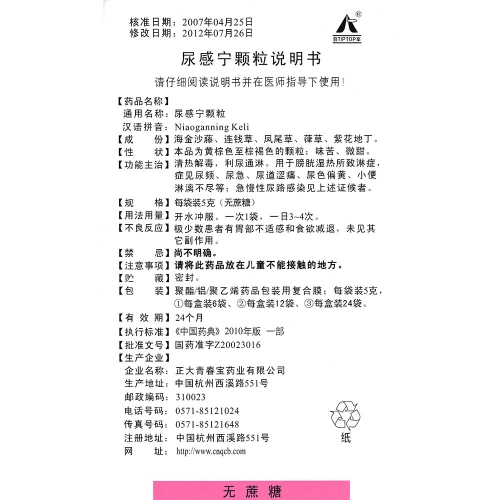 核准日期：2007年04月25日
修改日期：2012年07月26日
R
尿感宁颗粒说明书
请仔细阅读说明书并在医师指导下使用！
【药品名称】
通用名称：尿感宁颗粒
汉语拼音：Niaoganning Keli
【成 份】海金沙藤、连钱草、凤尾草、葎草、紫花地丁。
【性 状】本品为黄棕色至棕褐色的颗粒；味苦、微甜。
【功能主治】清热解毒，利尿通淋。用于膀胱湿热所致淋症，
症见尿频、尿急、尿道涩痛、尿色偏黄、小便
淋漓不尽等；急慢性尿路感染见上述证候者。
【规 格】每袋装5克（无蔗糖）
【用法用量】开水冲服。一次1袋，一日3~4次。
【不良反应】极少数患者有胃部不适感和食欲减退，未见其
它副作用。
【禁 忌】尚不明确。
【注意事项】请将此药品放在儿童不能接触的地方。
【贮 藏】密封。
【包 装】聚酯/铝/聚乙烯药品包装用复合膜；每袋装5克，
①每盒装6袋、②每盒装12袋、③每盒装24袋。
【有 效 期】24个月
【执行标准】《中国药典》2010年版 一部
【批准文号】国药准字Z20023016
【生产企业】
企业名称：正大青春宝药业有限公司
生产地址：中国杭州西溪路551号
邮政编码：310023
电话号码：0571-85121024
传真号码：0571-85121648
注册地址：中国杭州西溪路551号
网 址：http://www.cnqcb.com
纸
无蔗糖